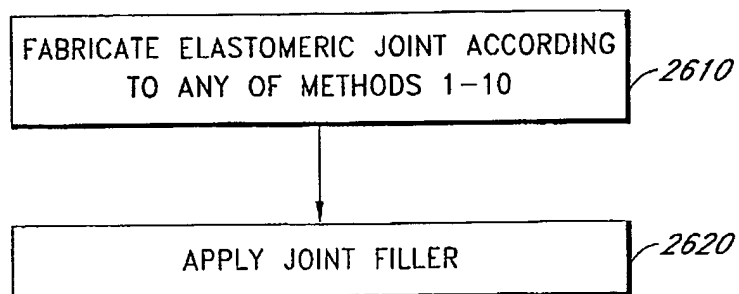 FABRICATE ELASTOMERIC JOINT ACCORDING
TO ANY OF METHODS 1-10
2610
APPLY JOINT FILLER
2620